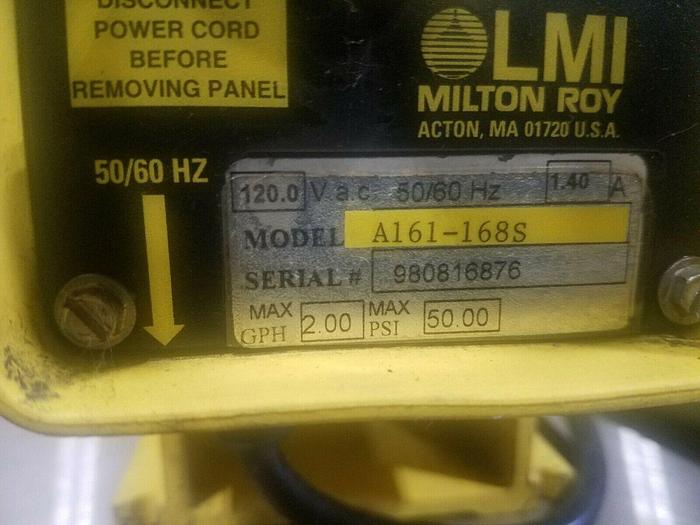 DISCONNECT
POWER CORD
BEFORE
REMOVING PANEL
LMI
MILTON ROY
ACTON, MA 01720 U.S.A.
50/60 HZ
120.0 V a.c 50/60 Hz 1.40 A
MODEL A161-168S
SERIAL # 980816876
MAX GPH 2.00 MAX PSI 50.00